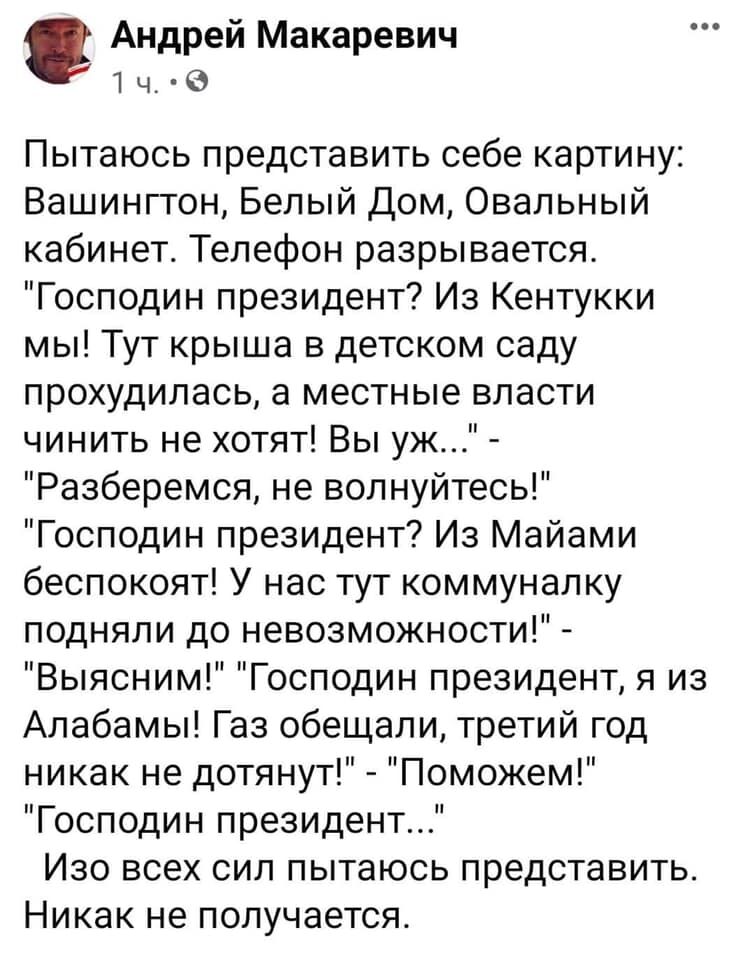 Андрей Макаревич
1 ч.
Пытаюсь представить себе картину:
Вашингтон, Белый Дом, Овальный
кабинет. Телефон разрывается.
"Господин президент? Из Кентукки
мы! Тут крыша в детском саду
прохудилась, а местные власти
чинить не хотят! Вы уж..." -
"Разберемся, не волнуйтесь!"
"Господин президент? Из Майами
беспокоят! У нас тут коммуналку
подняли до невозможности!" -
"Выясним!" "Господин президент, я из
Алабамы! Газ обещали, третий год
никак не дотянут!" - "Поможем!"
"Господин президент..."
Изо всех сил пытаюсь представить.
Никак не получается.